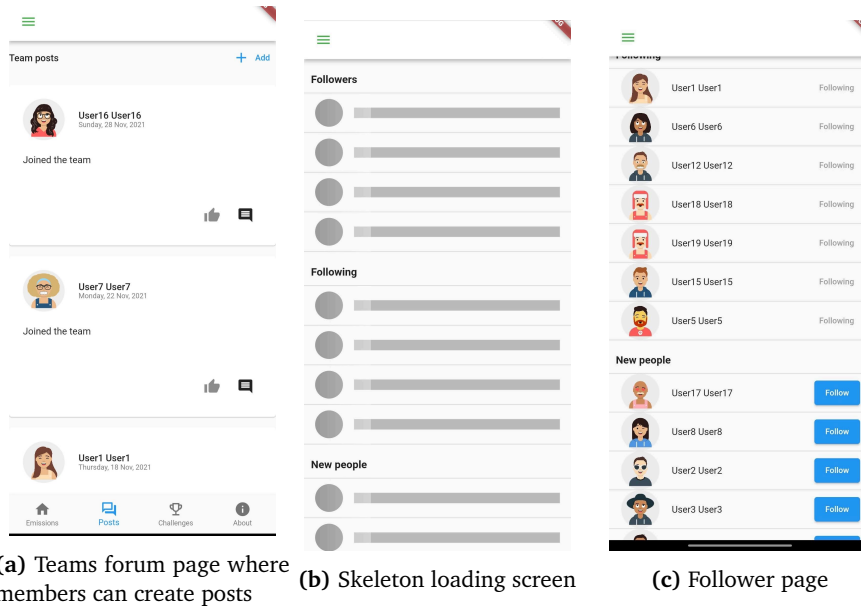 Team posts
+ Add
User16 User16
Sunday, 28 Nov, 2021
Joined the team
User7 User7
Monday, 22 Nov, 2021
Joined the team
User1 User1
Thursday, 18 Nov, 2021
Emissions Posts Challenges About
(a) Teams forum page where
members can create posts
Followers
Following
New people
(b) Skeleton loading screen
Following
User1 User1 Following
User6 User6 Following
User12 User12 Following
User18 User18 Following
User19 User19 Following
User15 User15 Following
User5 User5 Following
New people
User17 User17 Follow
User8 User8 Follow
User2 User2 Follow
User3 User3 Follow
(c) Follower page